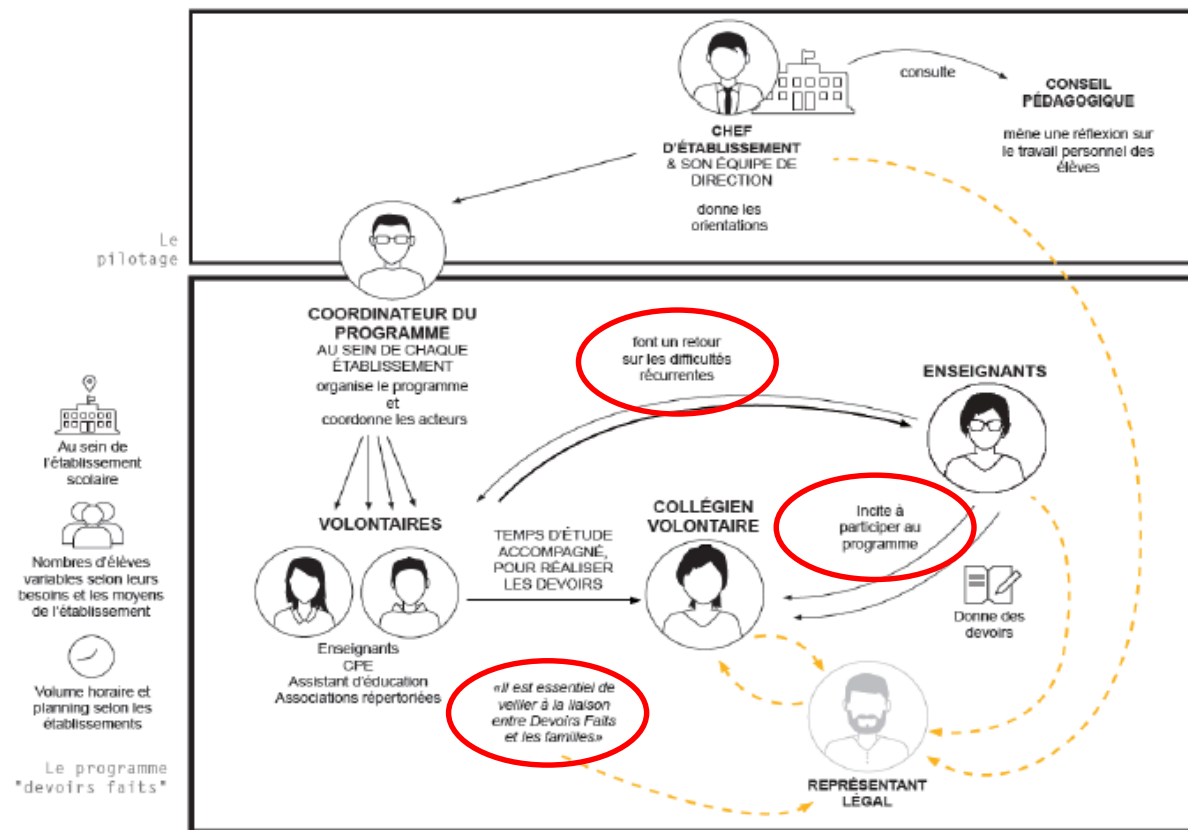 consulte
CONSEIL
PÉDAGOGIQUE
mène une réflexion sur
le travail personnel des
élèves
CHEF
D'ÉTABLISSEMENT
& SON ÉQUIPE DE
DIRECTION
donne les
orientations
Le
pilotage
COORDINATEUR DU
PROGRAMME
AU SEIN DE CHAQUE
ÉTABLISSEMENT
organise le programme
et
coordonne les acteurs
font un retour
sur les difficultés
récurrentes
ENSEIGNANTS
Au sein de
l'établissement
scolaire
Nombres d'élèves
variables selon leurs
besoins et les moyens
de l'établissement
Volume horaire et
planning selon les
établissements
Le programme
"devoirs faits"
VOLONTAIRES
Enseignants
CPE
Assistant d'éducation
Associations répertoriées
TEMPS D'ÉTUDE
ACCOMPAGNÉ,
POUR RÉALISER
LES DEVOIRS
COLLÉGIEN
VOLONTAIRE
Incite à
participer au
programme
Donne des
devoirs
«Il est essentiel de
veiller à la liaison
entre Devoirs Faits
et les familles»
REPRÉSENTANT
LÉGAL